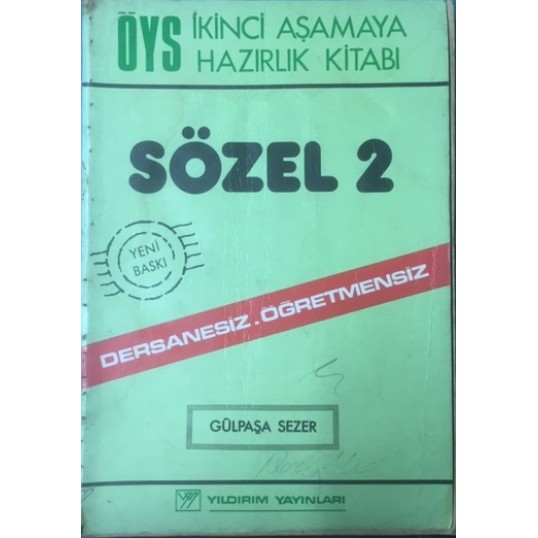 ÖYS İKİNCİ AŞAMAYA
HAZIRLIK KİTABI
SÖZEL 2
YENİ
BASKI
DERSANESİZ.ÖĞRETMENSİZ
GÜLPAŞA SEZER
YILDIRIM YAYINLARI